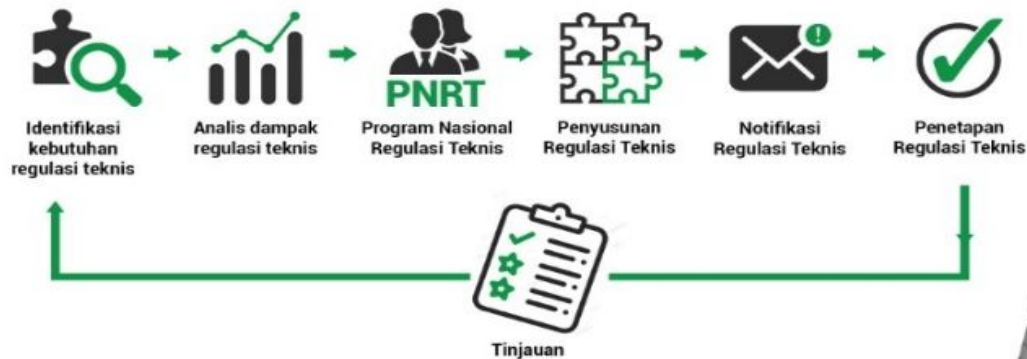 PNRT
Identifikasi
kebutuhan
regulasi teknis
Analis dampak
regulasi teknis
Program Nasional
Regulasi Teknis
Penyusunan
Regulasi Teknis
!
Notifikasi
Regulasi Teknis
Penetapan
Regulasi Teknis
Tinjauan